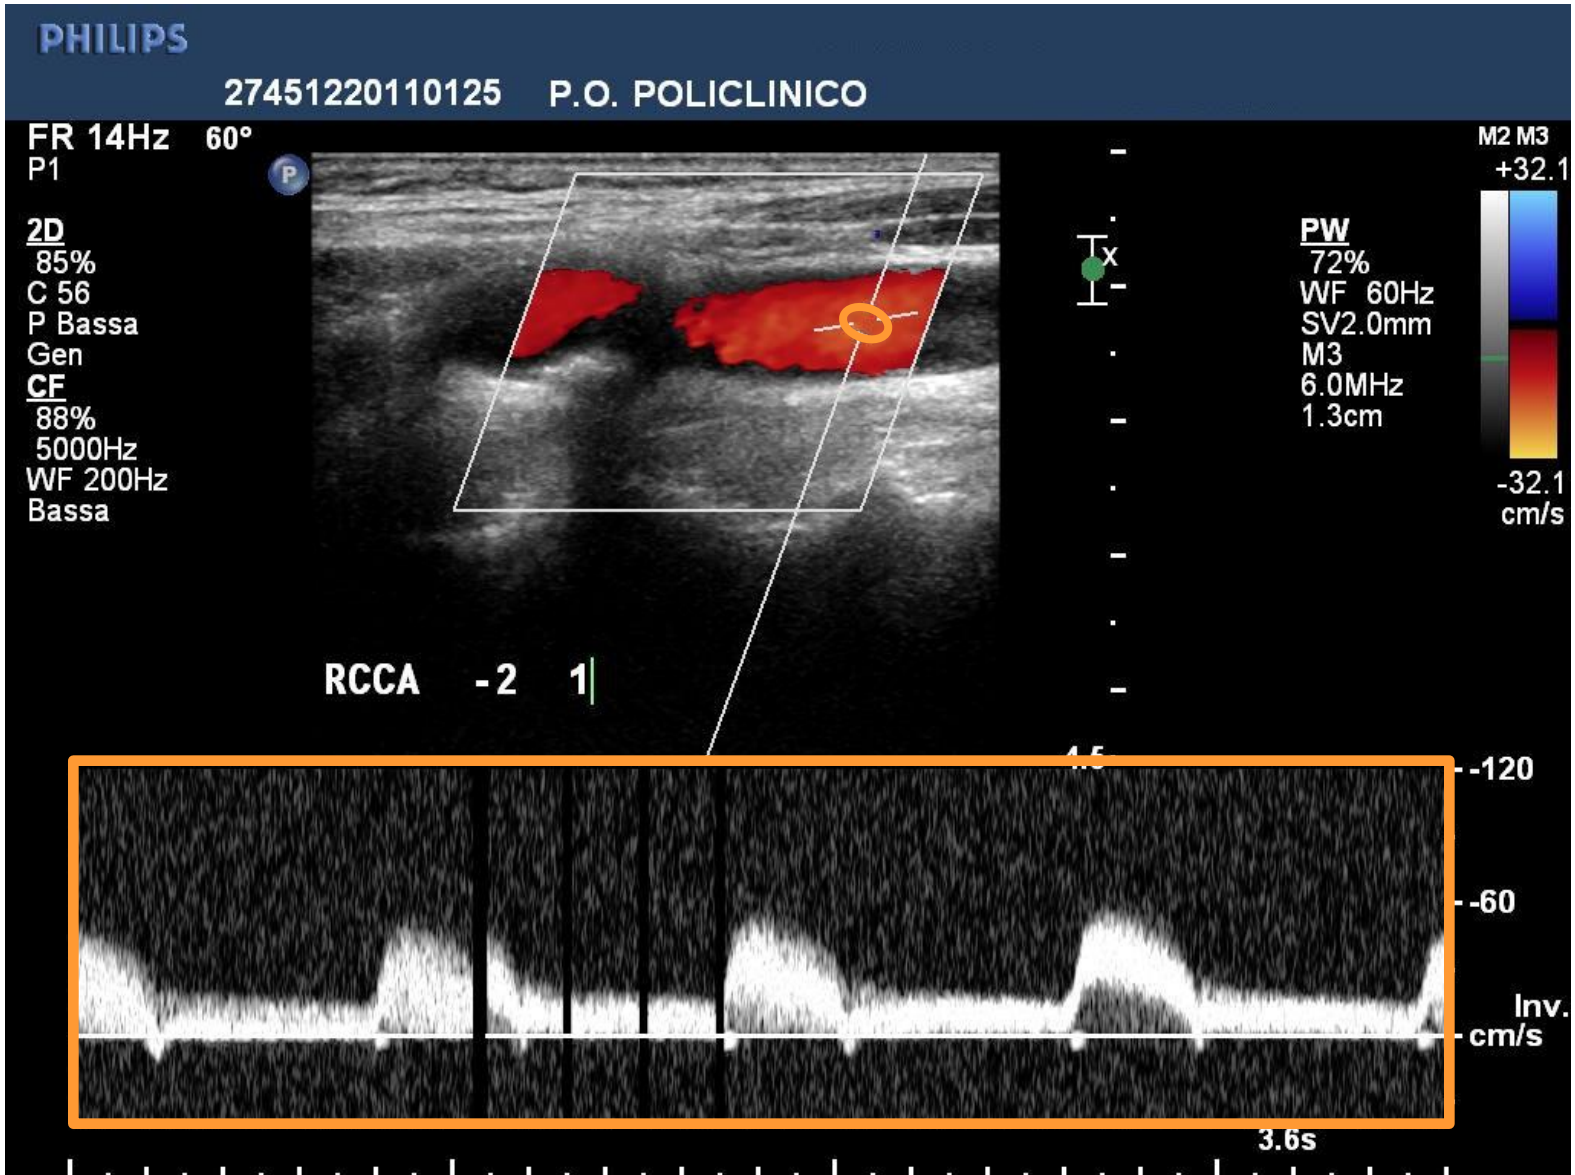 PHILIPS
27451220110125 P.O. POLICLINICO
FR 14Hz 60°
P1
2D
85%
C 56
P Bassa
Gen
CF
88%
5000Hz
WF 200Hz
Bassa
P
x
PW
72%
WF 60Hz
SV2.0mm
M3
6.0MHz
1.3cm
M2 M3
+32.1
-32.1
cm/s
RCCA -2 1
-120
-60
Inv.
cm/s
3.6s